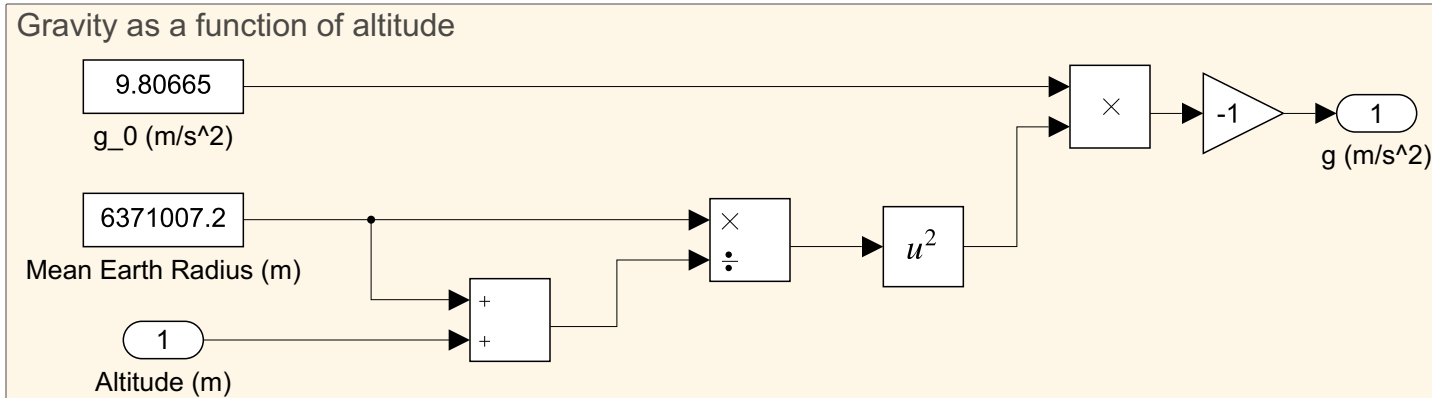 Gravity as a function of altitude
9.80665
g_0 (m/s^2)
×
-1
1
g (m/s^2)
6371007.2
Mean Earth Radius (m)
×
÷
u²
+
+
1
Altitude (m)